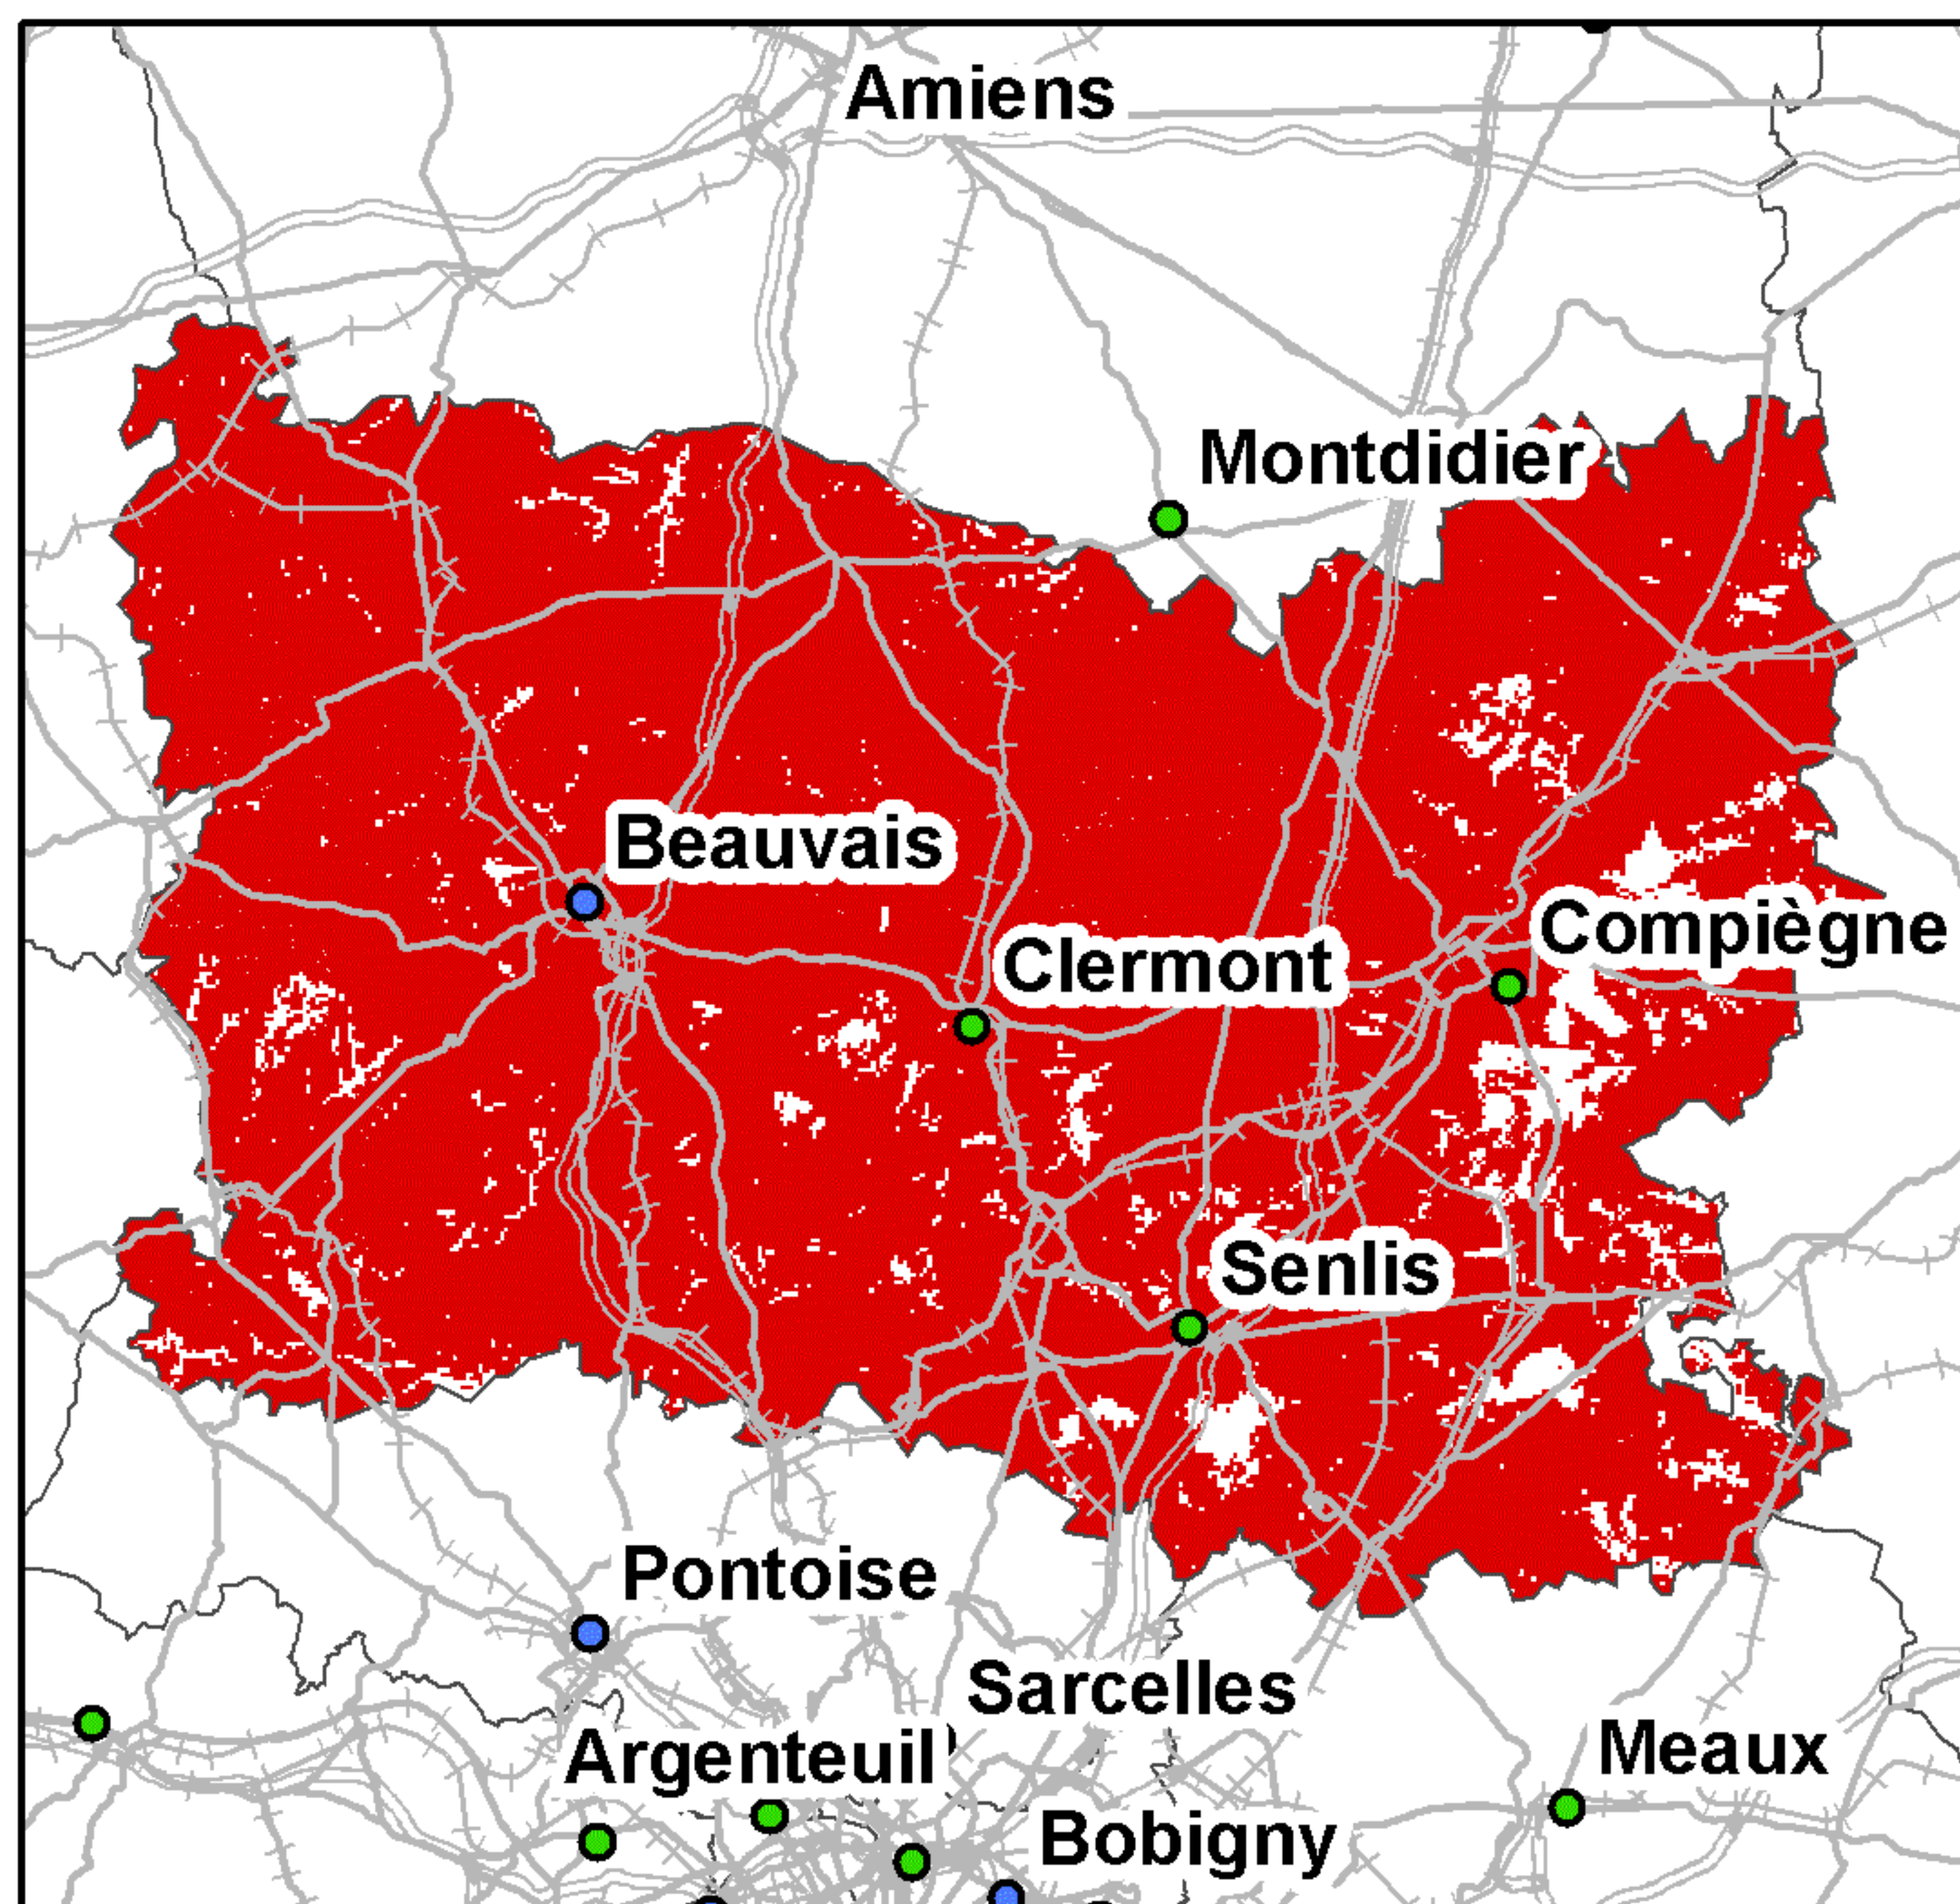 Amiens
Montdidier
Beauvais
Compiègne
Clermont
Senlis
Pontoise
Sarcelles
Argenteuil
Meaux
Bobigny